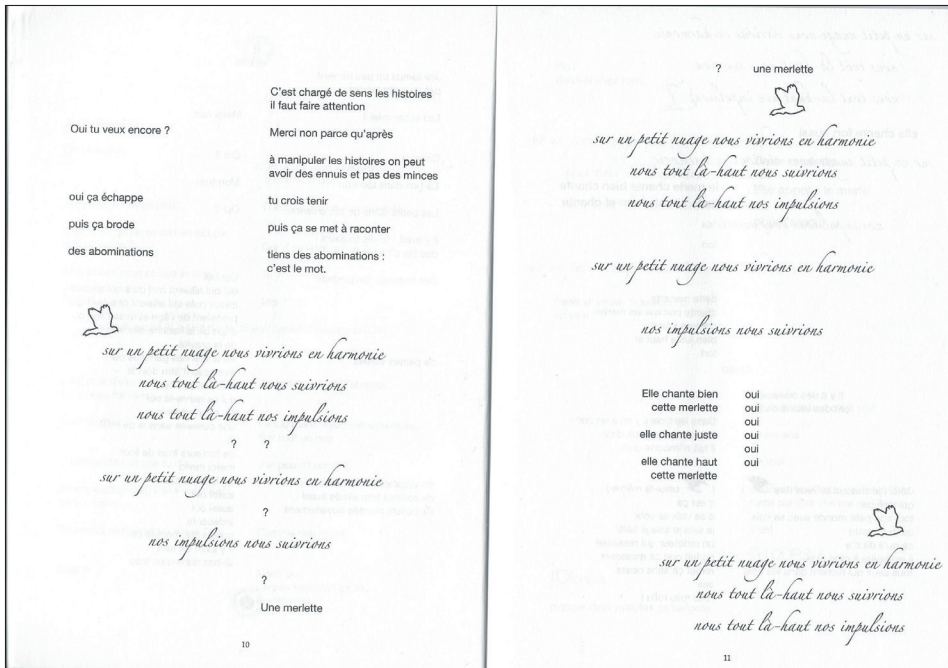 C'est chargé de sens les histoires
il faut faire attention
Oui tu veux encore ? Merci non parce qu'après
à manipuler les histoires on peut
avoir des ennuis et pas des minces
oui ça échappe tu crois tenir
puis ça brode puis ça se met à raconter
des abominations tiens des abominations :
c'est le mot.
sur un petit nuage nous vivrions en harmonie
nous tout là-haut nous suivrions
nous tout là-haut nos impulsions
? ?
sur un petit nuage nous vivrions en harmonie
?
nos impulsions nous suivrions
?
Une merlette
10
? une merlette
sur un petit nuage nous vivrions en harmonie
nous tout là-haut nous suivrions
nous tout là-haut nos impulsions
sur un petit nuage nous vivrions en harmonie
nos impulsions nous suivrions
Elle chante bien oui
cette merlette oui
oui
elle chante juste oui
oui
elle chante haut oui
cette merlette
sur un petit nuage nous vivrions en harmonie
nous tout là-haut nous suivrions
nous tout là-haut nos impulsions
11